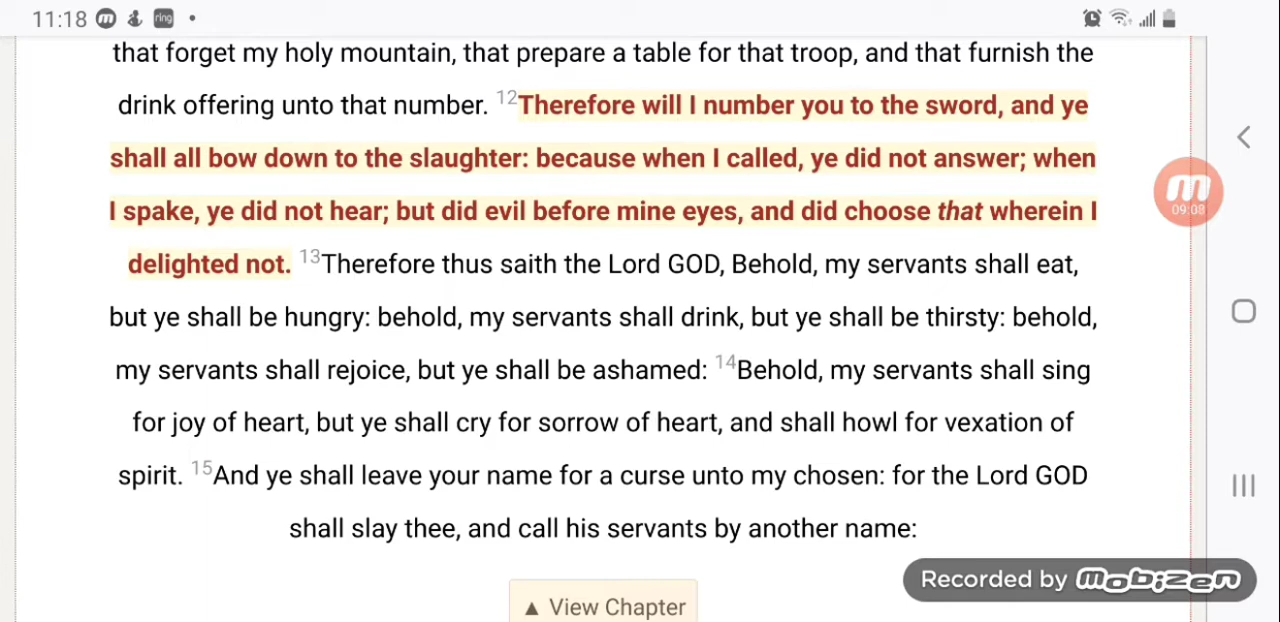 11:18 m ring
that forget my holy mountain, that prepare a table for that troop, and that furnish the
drink offering unto that number. 12Therefore will I number you to the sword, and ye
shall all bow down to the slaughter: because when I called, ye did not answer; when
I spake, ye did not hear; but did evil before mine eyes, and did choose that wherein I
delighted not. 13Therefore thus saith the Lord GOD, Behold, my servants shall eat,
but ye shall be hungry: behold, my servants shall drink, but ye shall be thirsty: behold,
my servants shall rejoice, but ye shall be ashamed: 14Behold, my servants shall sing
for joy of heart, but ye shall cry for sorrow of heart, and shall howl for vexation of
spirit. 15And ye shall leave your name for a curse unto my chosen: for the Lord GOD
shall slay thee, and call his servants by another name:
▲ View Chapter
m
09:08
Recorded by mobizen